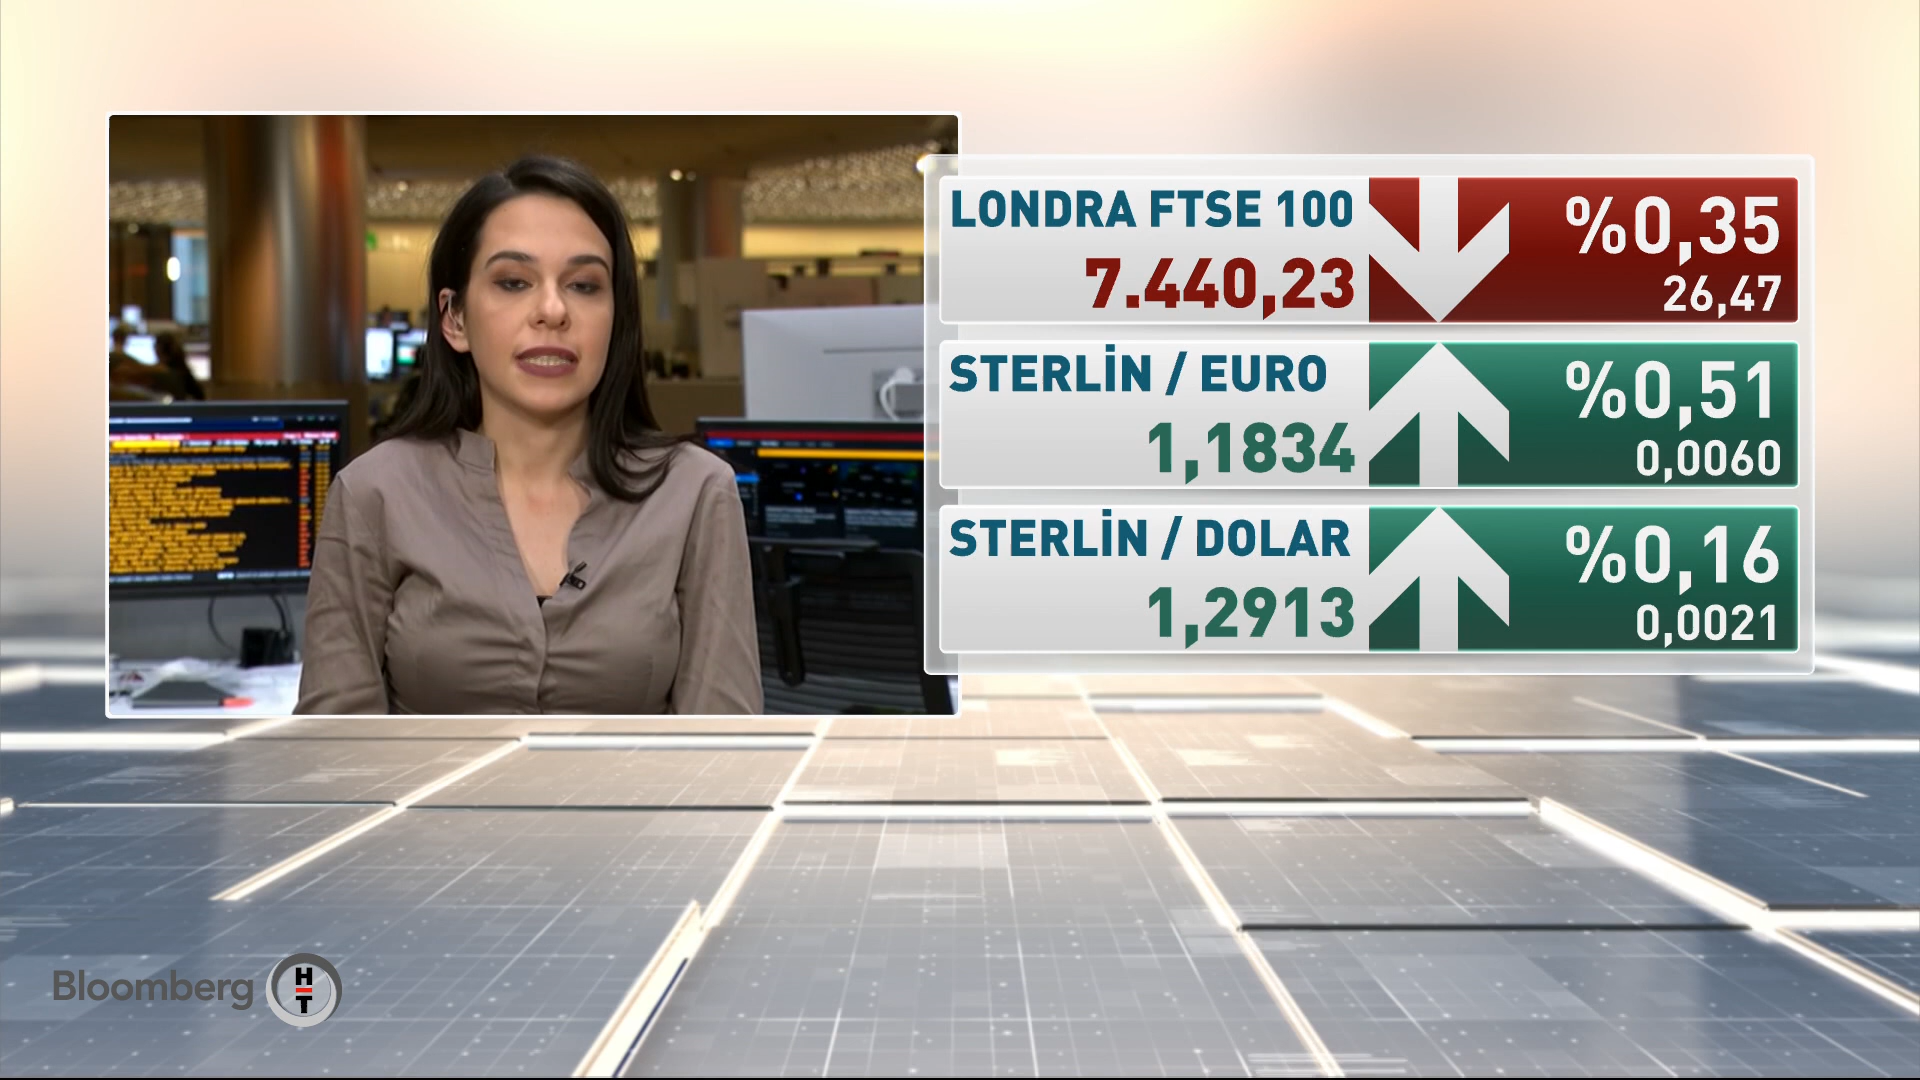 LONDRA FTSE 100
7.440,23
%0,35
26,47
STERLİN / EURO
1,1834
%0,51
0,0060
STERLİN / DOLAR
1,2913
%0,16
0,0021
Bloomberg HT